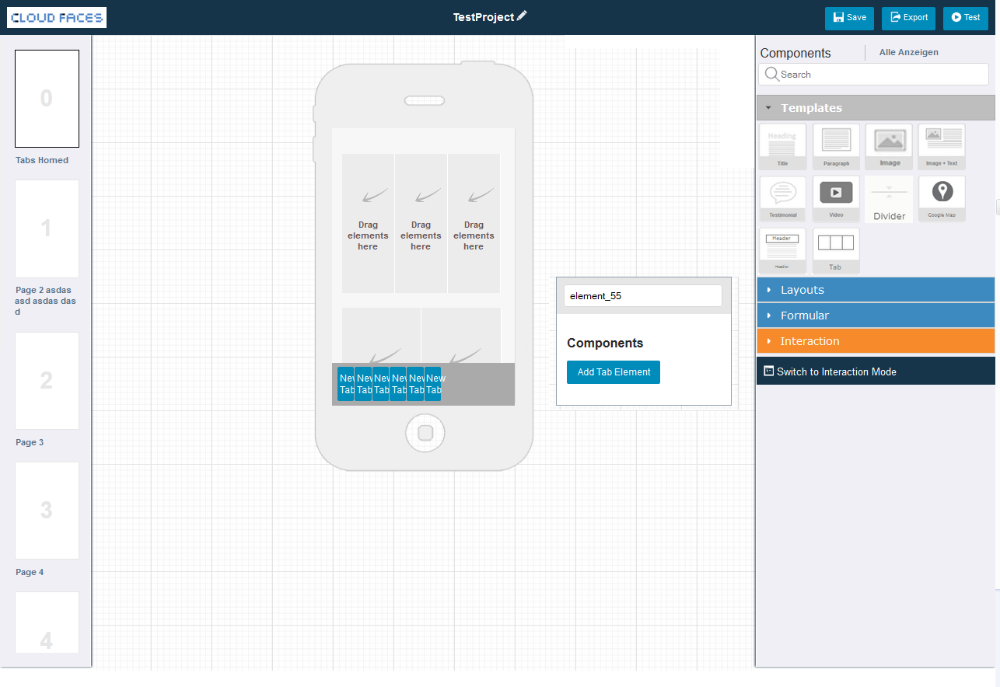 CLOUD FACES
TestProject
Save
Export
Test
0
Tabs Homed
1
Page 2 asdas
asd asdas das
d
2
Page 3
3
Page 4
4
Drag
elements
here
Drag
elements
here
Drag
elements
here
New
Tab
New
Tab
New
Tab
New
Tab
New
Tab
New
Tab
element_55
Components
Add Tab Element
Components
Alle Anzeigen
Search
Templates
Heading
Title
Paragraph
Image
Image + Text
Testimonial
Video
Divider
Google Map
Header
Header
Tab
Layouts
Formular
Interaction
Switch to Interaction Mode